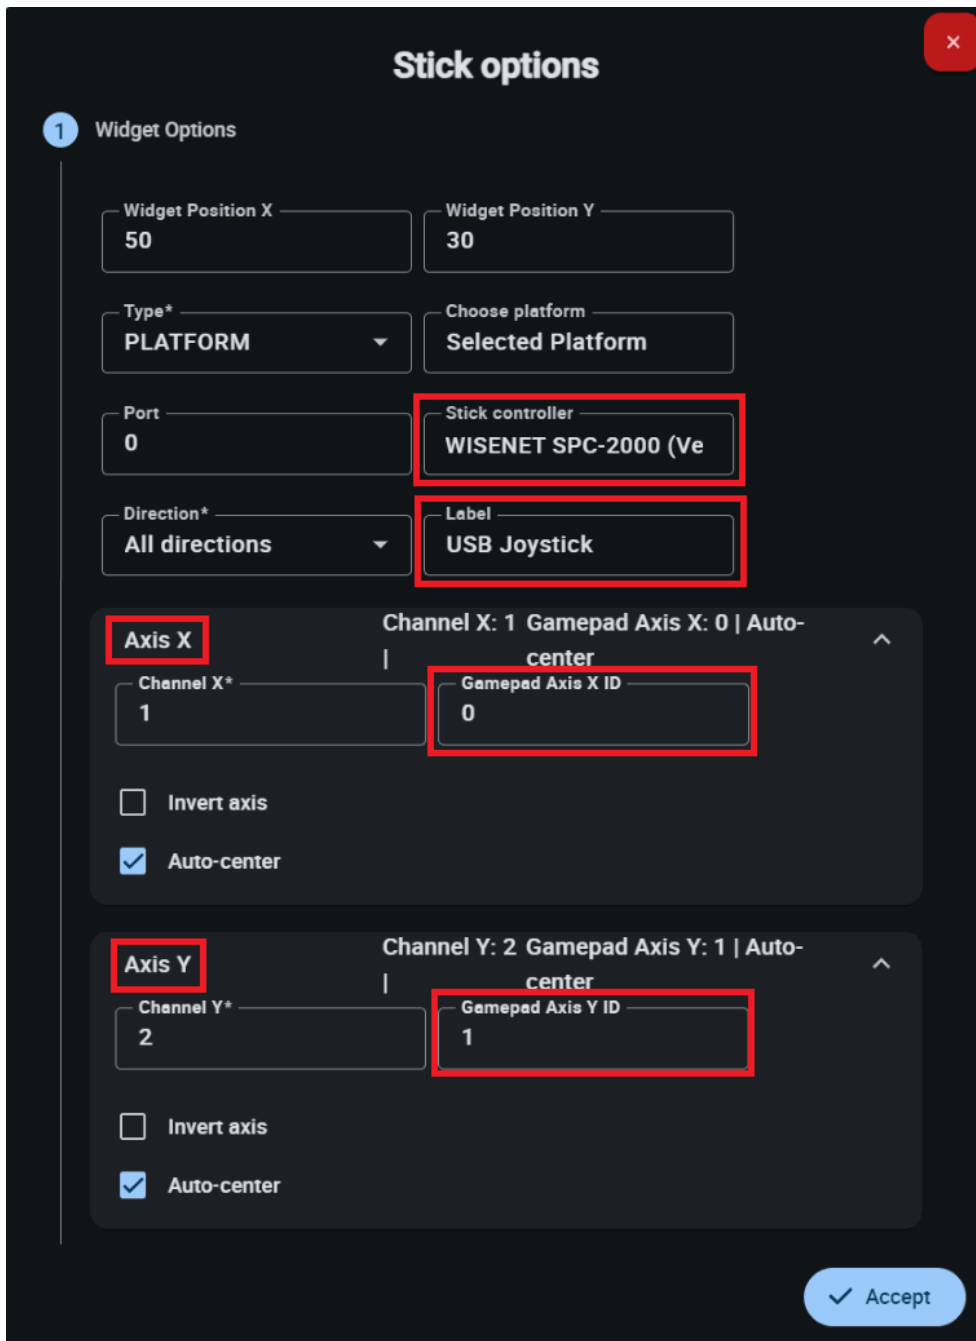 Stick options
1 Widget Options
Widget Position X Widget Position Y
50 30
Type* Choose platform
PLATFORM Selected Platform
Port Stick controller
0 WISENET SPC-2000 (Ve
Direction* Label
All directions USB Joystick
Axis X Channel X: 1 | Gamepad Axis X: 0 | Auto-center
Channel X* Gamepad Axis X ID
1 0
Invert axis
Auto-center
Axis Y Channel Y: 2 | Gamepad Axis Y: 1 | Auto-center
Channel Y* Gamepad Axis Y ID
2 1
Invert axis
Auto-center
Accept